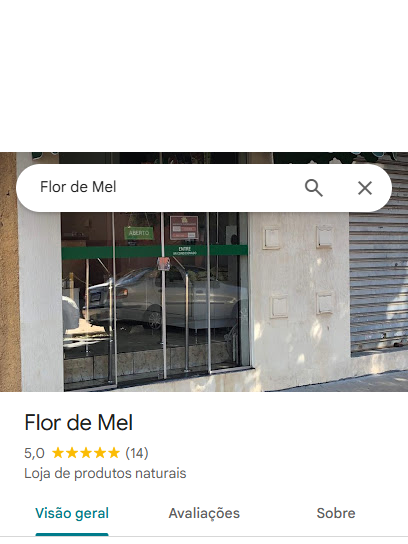 Flor de Mel
ABERTO
ENTRE
Flor de Mel
5,0 ★★★★★ (14)
Loja de produtos naturais
Visão geral
Avaliações
Sobre